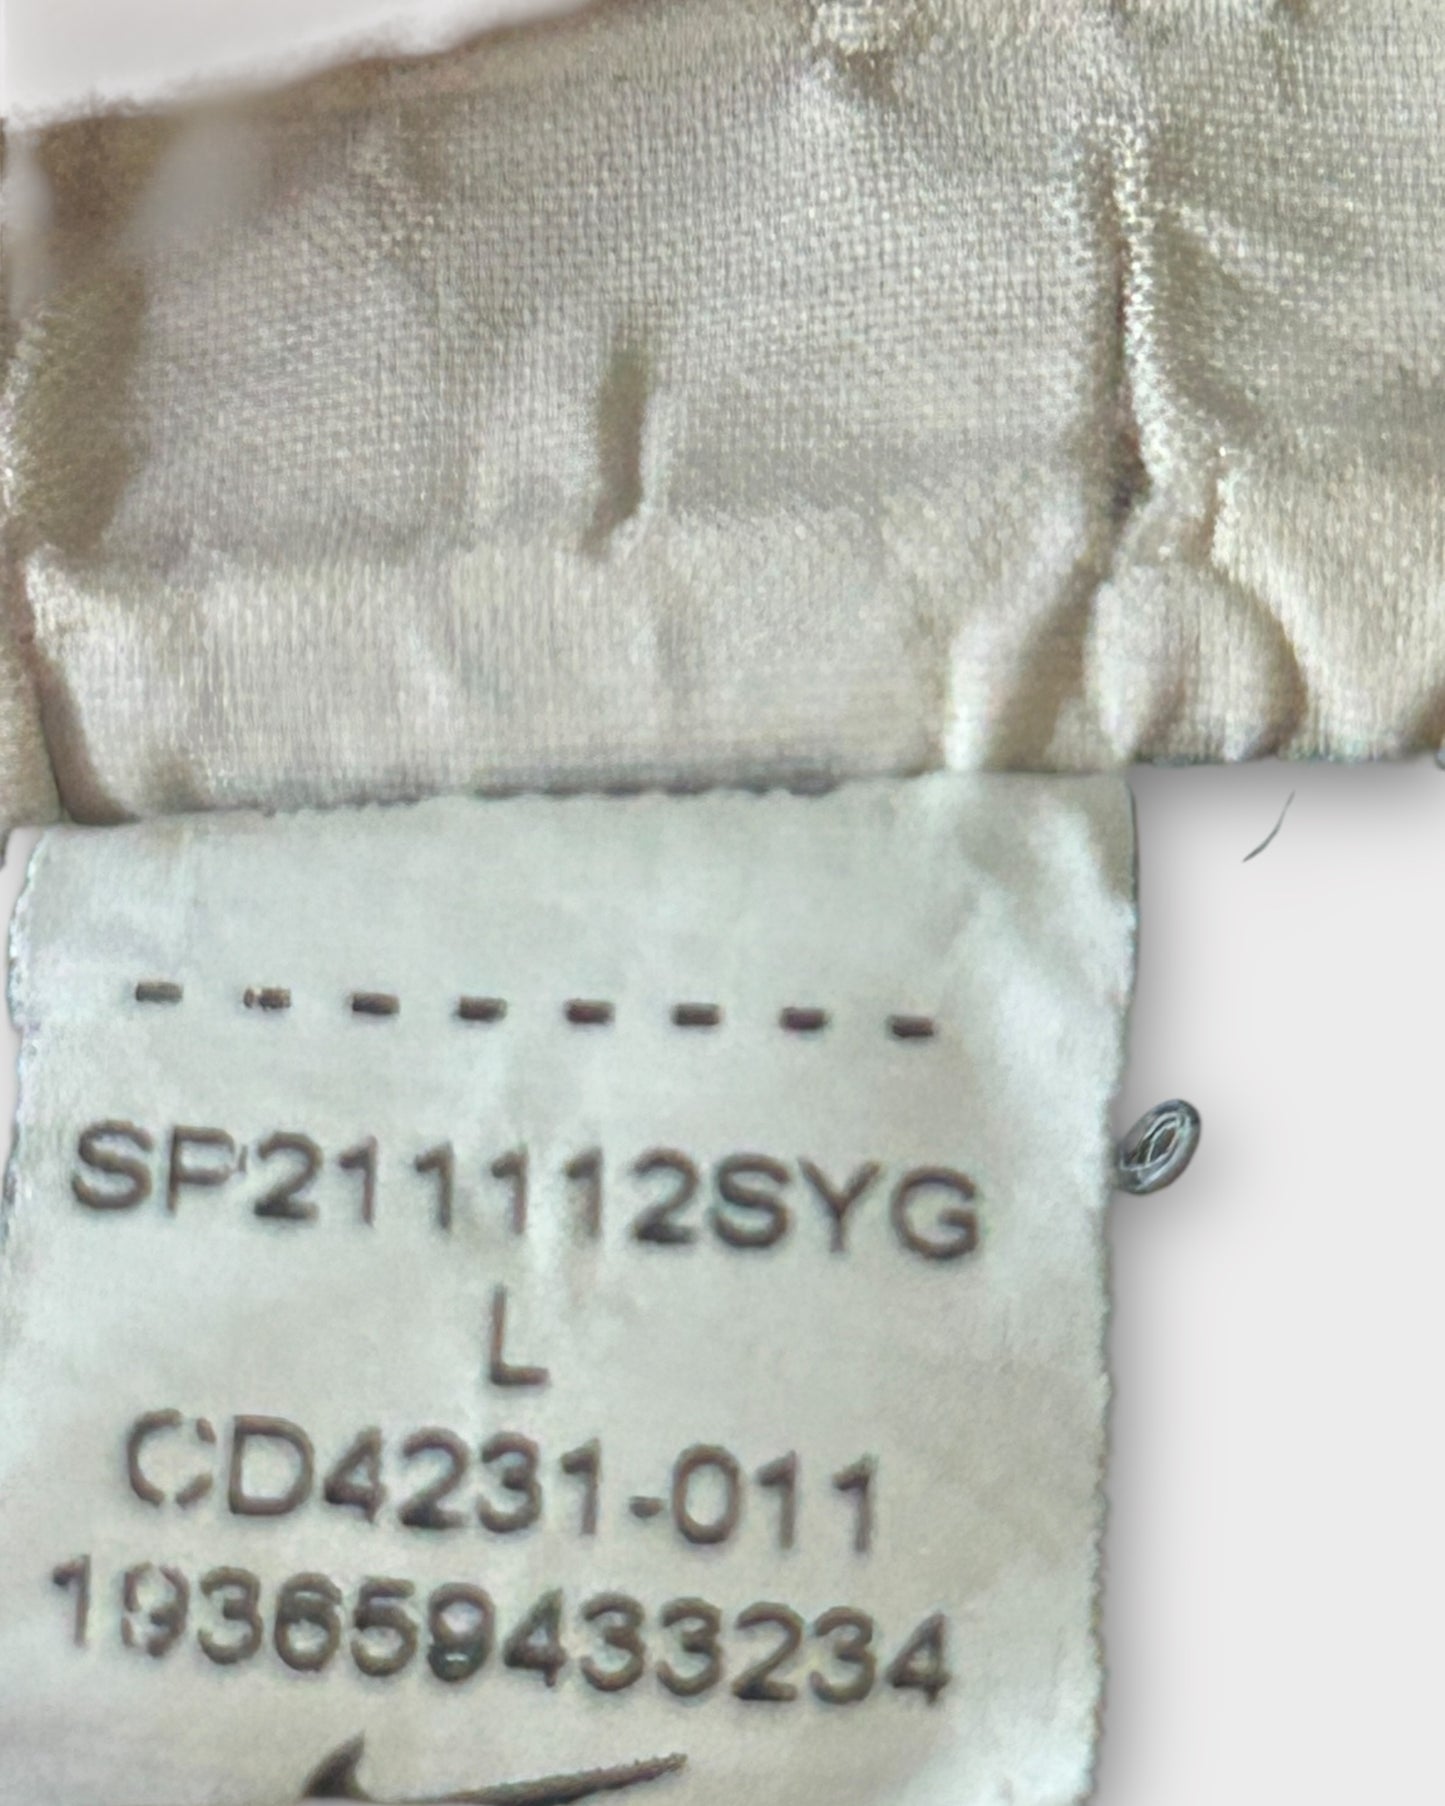 - - - - - - - -
SP211112SYG
L
CD4231-011
193659433234